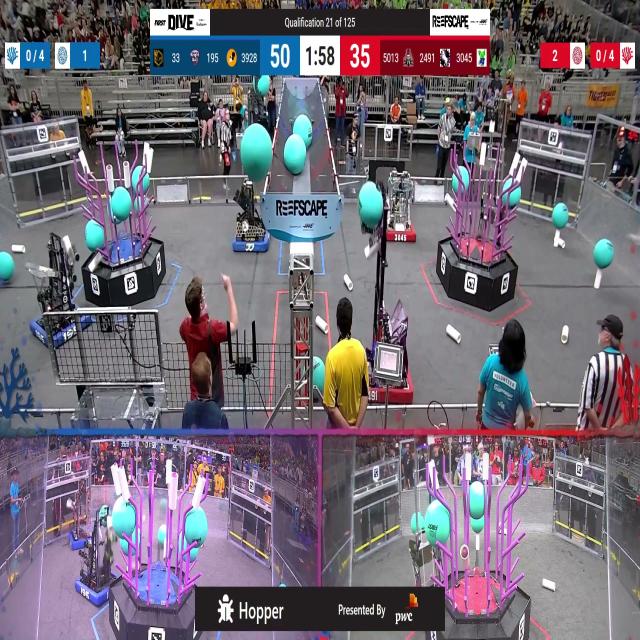 FIRST DIVE
Qualification 21 of 125
REEFSCAPE
0 / 4
1
33
195
3928
50
1:58
35
5013
2491
3045
2
0 / 4
REEFSCAPE
3045
VOLUNTEER
Hopper
Presented By
pwc